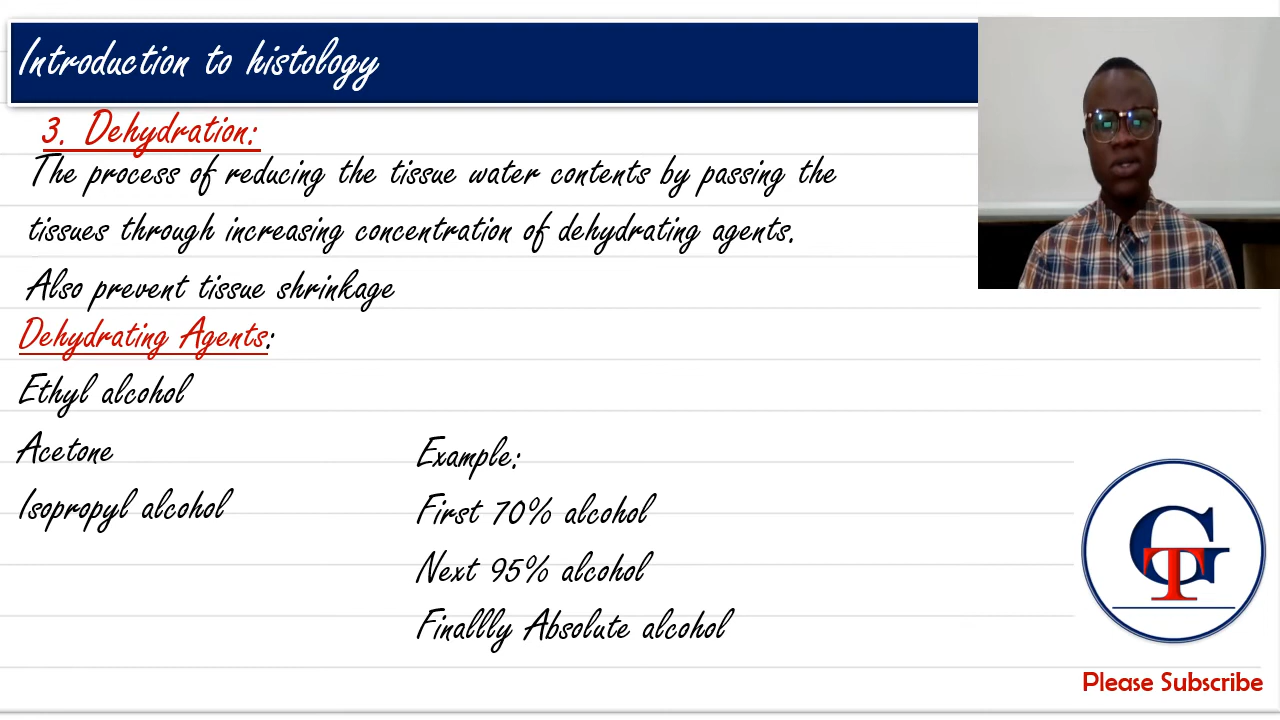 Introduction to histology
3. Dehydration:
The process of reducing the tissue water contents by passing the
tissues through increasing concentration of dehydrating agents.
Also prevent tissue shrinkage
Dehydrating Agents:
Ethyl alcohol
Acetone
Isopropyl alcohol
Example:
First 70% alcohol
Next 95% alcohol
Finallly Absolute alcohol
GT
Please Subscribe